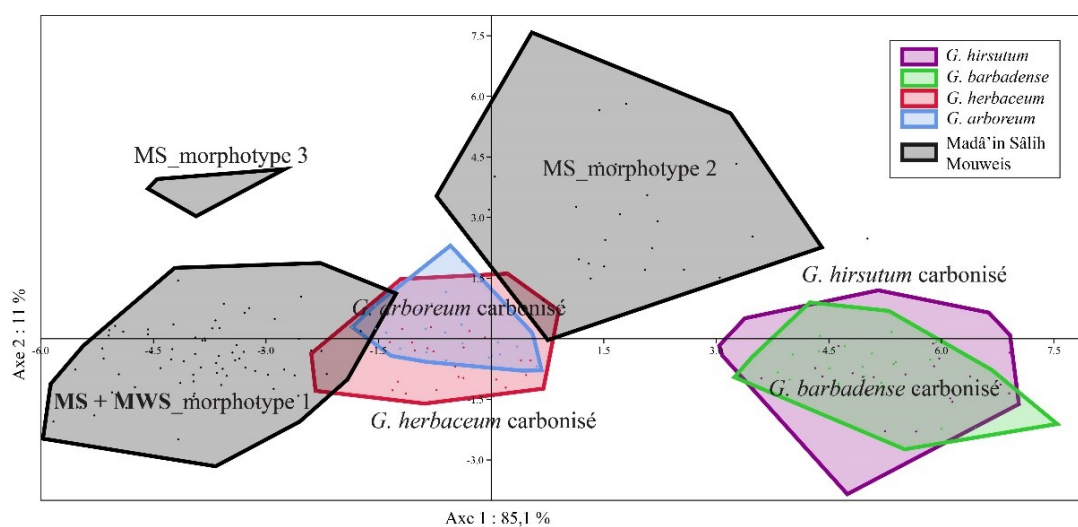 7.5
6.0
4.5
3.0
1.5
-6.0 -4.5 -3.0 -1.5 1.5 3.0 4.5 6.0 7.5
-1.5
-3.0
G. hirsutum
G. barbadense
G. herbaceum
G. arboreum
Madâ'in Sâlih
Mouweis
MS_morphotype 3
MS_morphotype 2
G. hirsutum carbonisé
G. arboreum carbonisé
G. barbadense carbonisé
MS + MWS_morphotype 1
G. herbaceum carbonisé
Axe 2 : 11 %
Axe 1 : 85,1 %